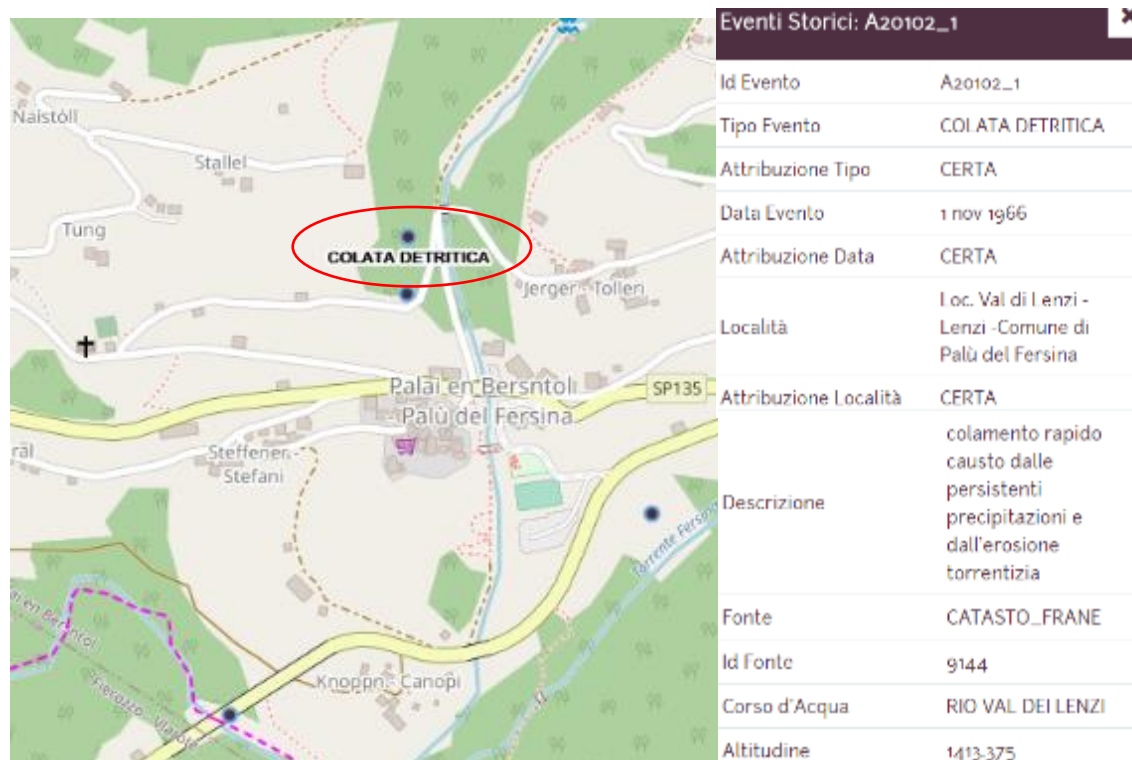 Naistóll
Stallel
Tung
COLATA DETRITICA
Jerger - Tollen
Palai en Bersntol
Palù del Fersina
SP135
Steffener -
Stefani
Torrente Fersina
Knoppn - Canopi
Fierozzo - Vlarotz
Eventi Storici: A20102_1
Id Evento A20102_1
Tipo Evento COLATA DETRITICA
Attribuzione Tipo CERTA
Data Evento 1 nov 1966
Attribuzione Data CERTA
Località
Loc. Val di Lenzi -
Lenzi -Comune di
Palù del Fersina
Attribuzione Località CERTA
Descrizione
colamento rapido
causto dalle
persistenti
precipitazioni e
dall'erosione
torrentizia
Fonte CATASTO_FRANE
Id Fonte 9144
Corso d'Acqua RIO VAL DEI LENZI
Altitudine 1413.375